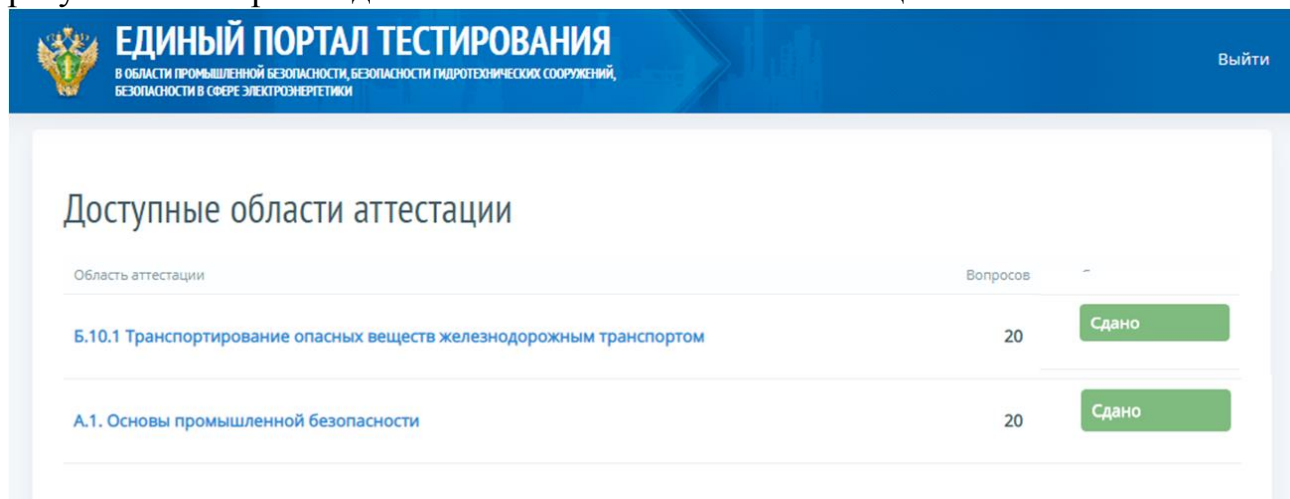 ЕДИНЫЙ ПОРТАЛ ТЕСТИРОВАНИЯ
В ОБЛАСТИ ПРОМЫШЛЕННОЙ БЕЗОПАСНОСТИ, БЕЗОПАСНОСТИ ГИДРОТЕХНИЧЕСКИХ СООРУЖЕНИЙ,
БЕЗОПАСНОСТИ В СФЕРЕ ЭЛЕКТРОЭНЕРГЕТИКИ
Выйти
Доступные области аттестации
Область аттестации Вопросов
Б.10.1 Транспортирование опасных веществ железнодорожным транспортом 20 Сдано
А.1. Основы промышленной безопасности 20 Сдано